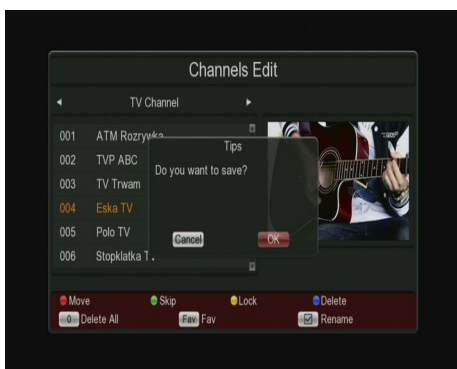 Channels Edit
TV Channel
001 ATM Rozrywka
002 TVP ABC
003 TV Trwam
004 Eska TV
005 Polo TV
006 Stopklatka T
Tips
Do you want to save?
Cancel OK
Move Skip Lock Delete
0 Delete All Fav Fav Rename